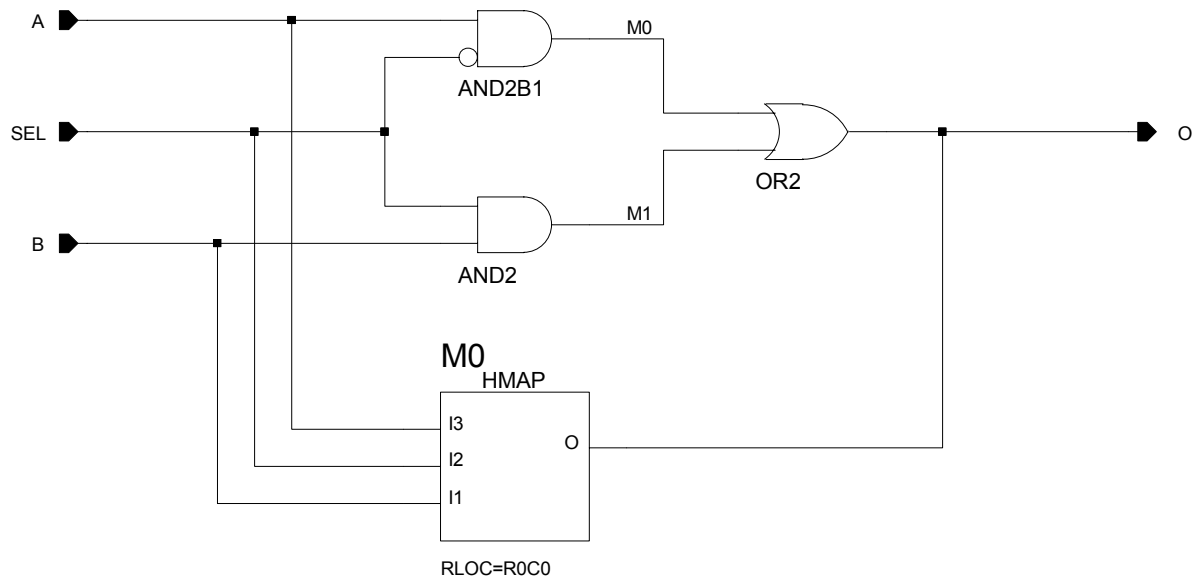 A
M0
AND2B1
SEL
O
OR2
M1
B
AND2
M0
HMAP
I3
O
I2
I1
RLOC=R0C0